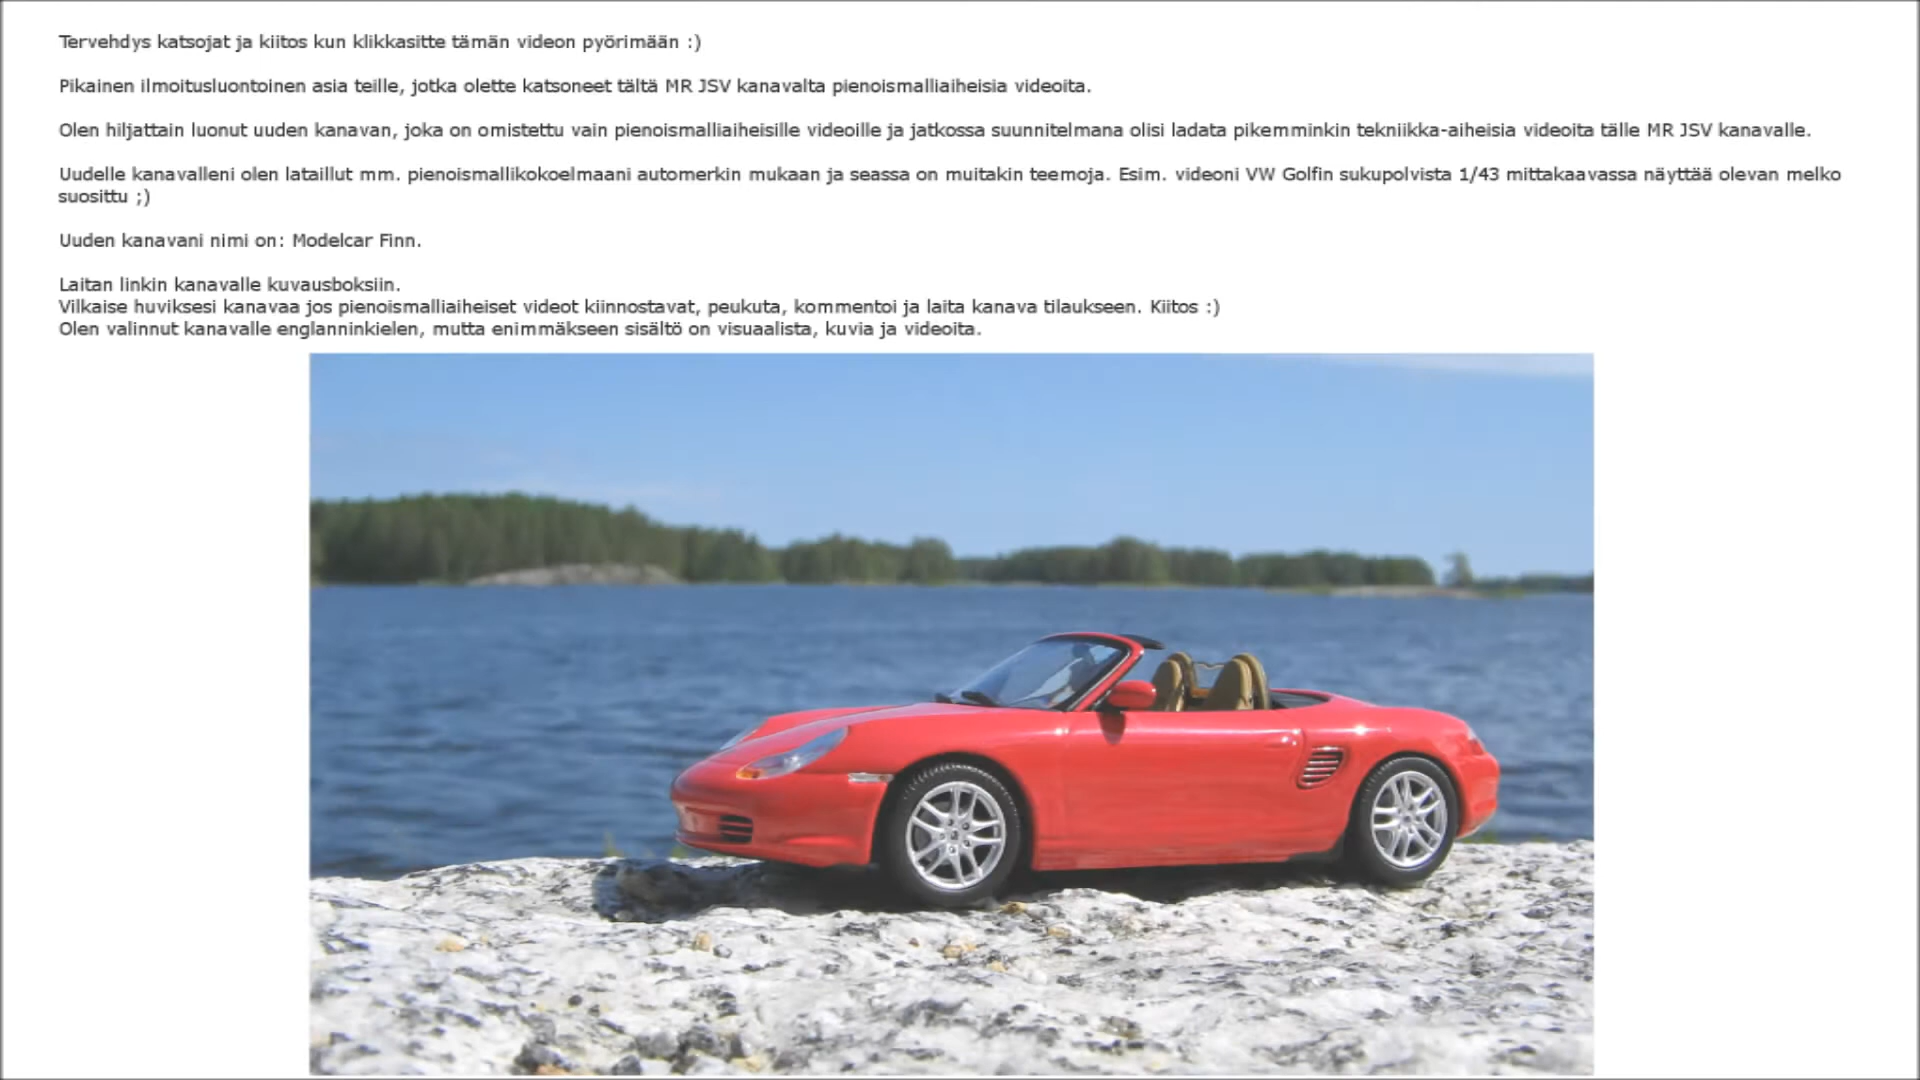 Tervehdys katsojat ja kiitos kun klikkasitte tämän videon pyörimään :)
Pikainen ilmoitusluontoinen asia teille, jotka olette katsoneet tältä MR JSV kanavalta pienoismalliaiheisia videoita.
Olen hiljattain luonut uuden kanavan, joka on omistettu vain pienoismalliaiheisille videoille ja jatkossa suunnitelmana olisi ladata pikemminkin tekniikka-aiheisia videoita tälle MR JSV kanavalle.
Uudelle kanavalleni olen lataillut mm. pienoismallikokoelmaani automerkin mukaan ja seassa on muitakin teemoja. Esim. videoni VW Golfin sukupolvista 1/43 mittakaavassa näyttää olevan melko
suosittu ;)
Uuden kanavani nimi on: Modelcar Finn.
Laitan linkin kanavalle kuvausboksiin.
Vilkaise huviksesi kanavaa jos pienoismalliaiheiset videot kiinnostavat, peukuta, kommentoi ja laita kanava tilaukseen. Kiitos :)
Olen valinnut kanavalle englanninkielen, mutta enimmäkseen sisältö on visuaalista, kuvia ja videoita.